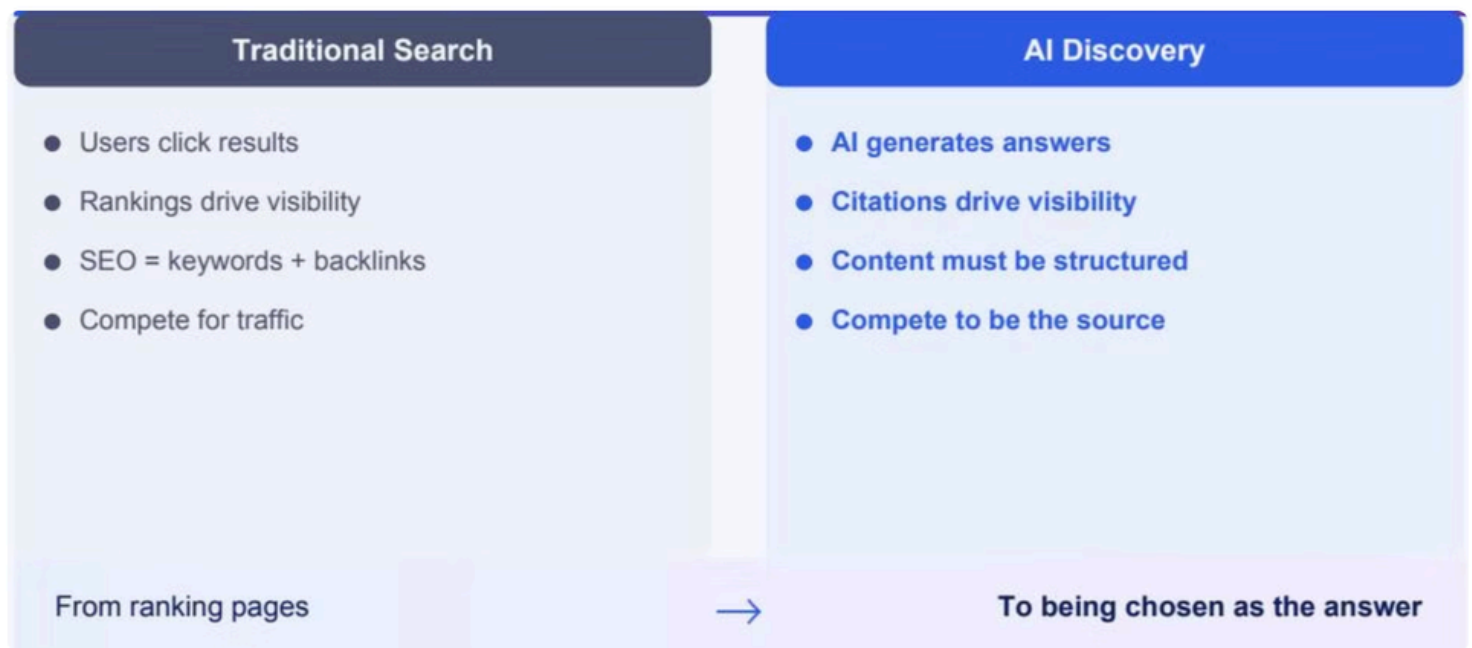 Traditional Search
Users click results
Rankings drive visibility
SEO = keywords + backlinks
Compete for traffic
AI Discovery
AI generates answers
Citations drive visibility
Content must be structured
Compete to be the source
From ranking pages
→
To being chosen as the answer